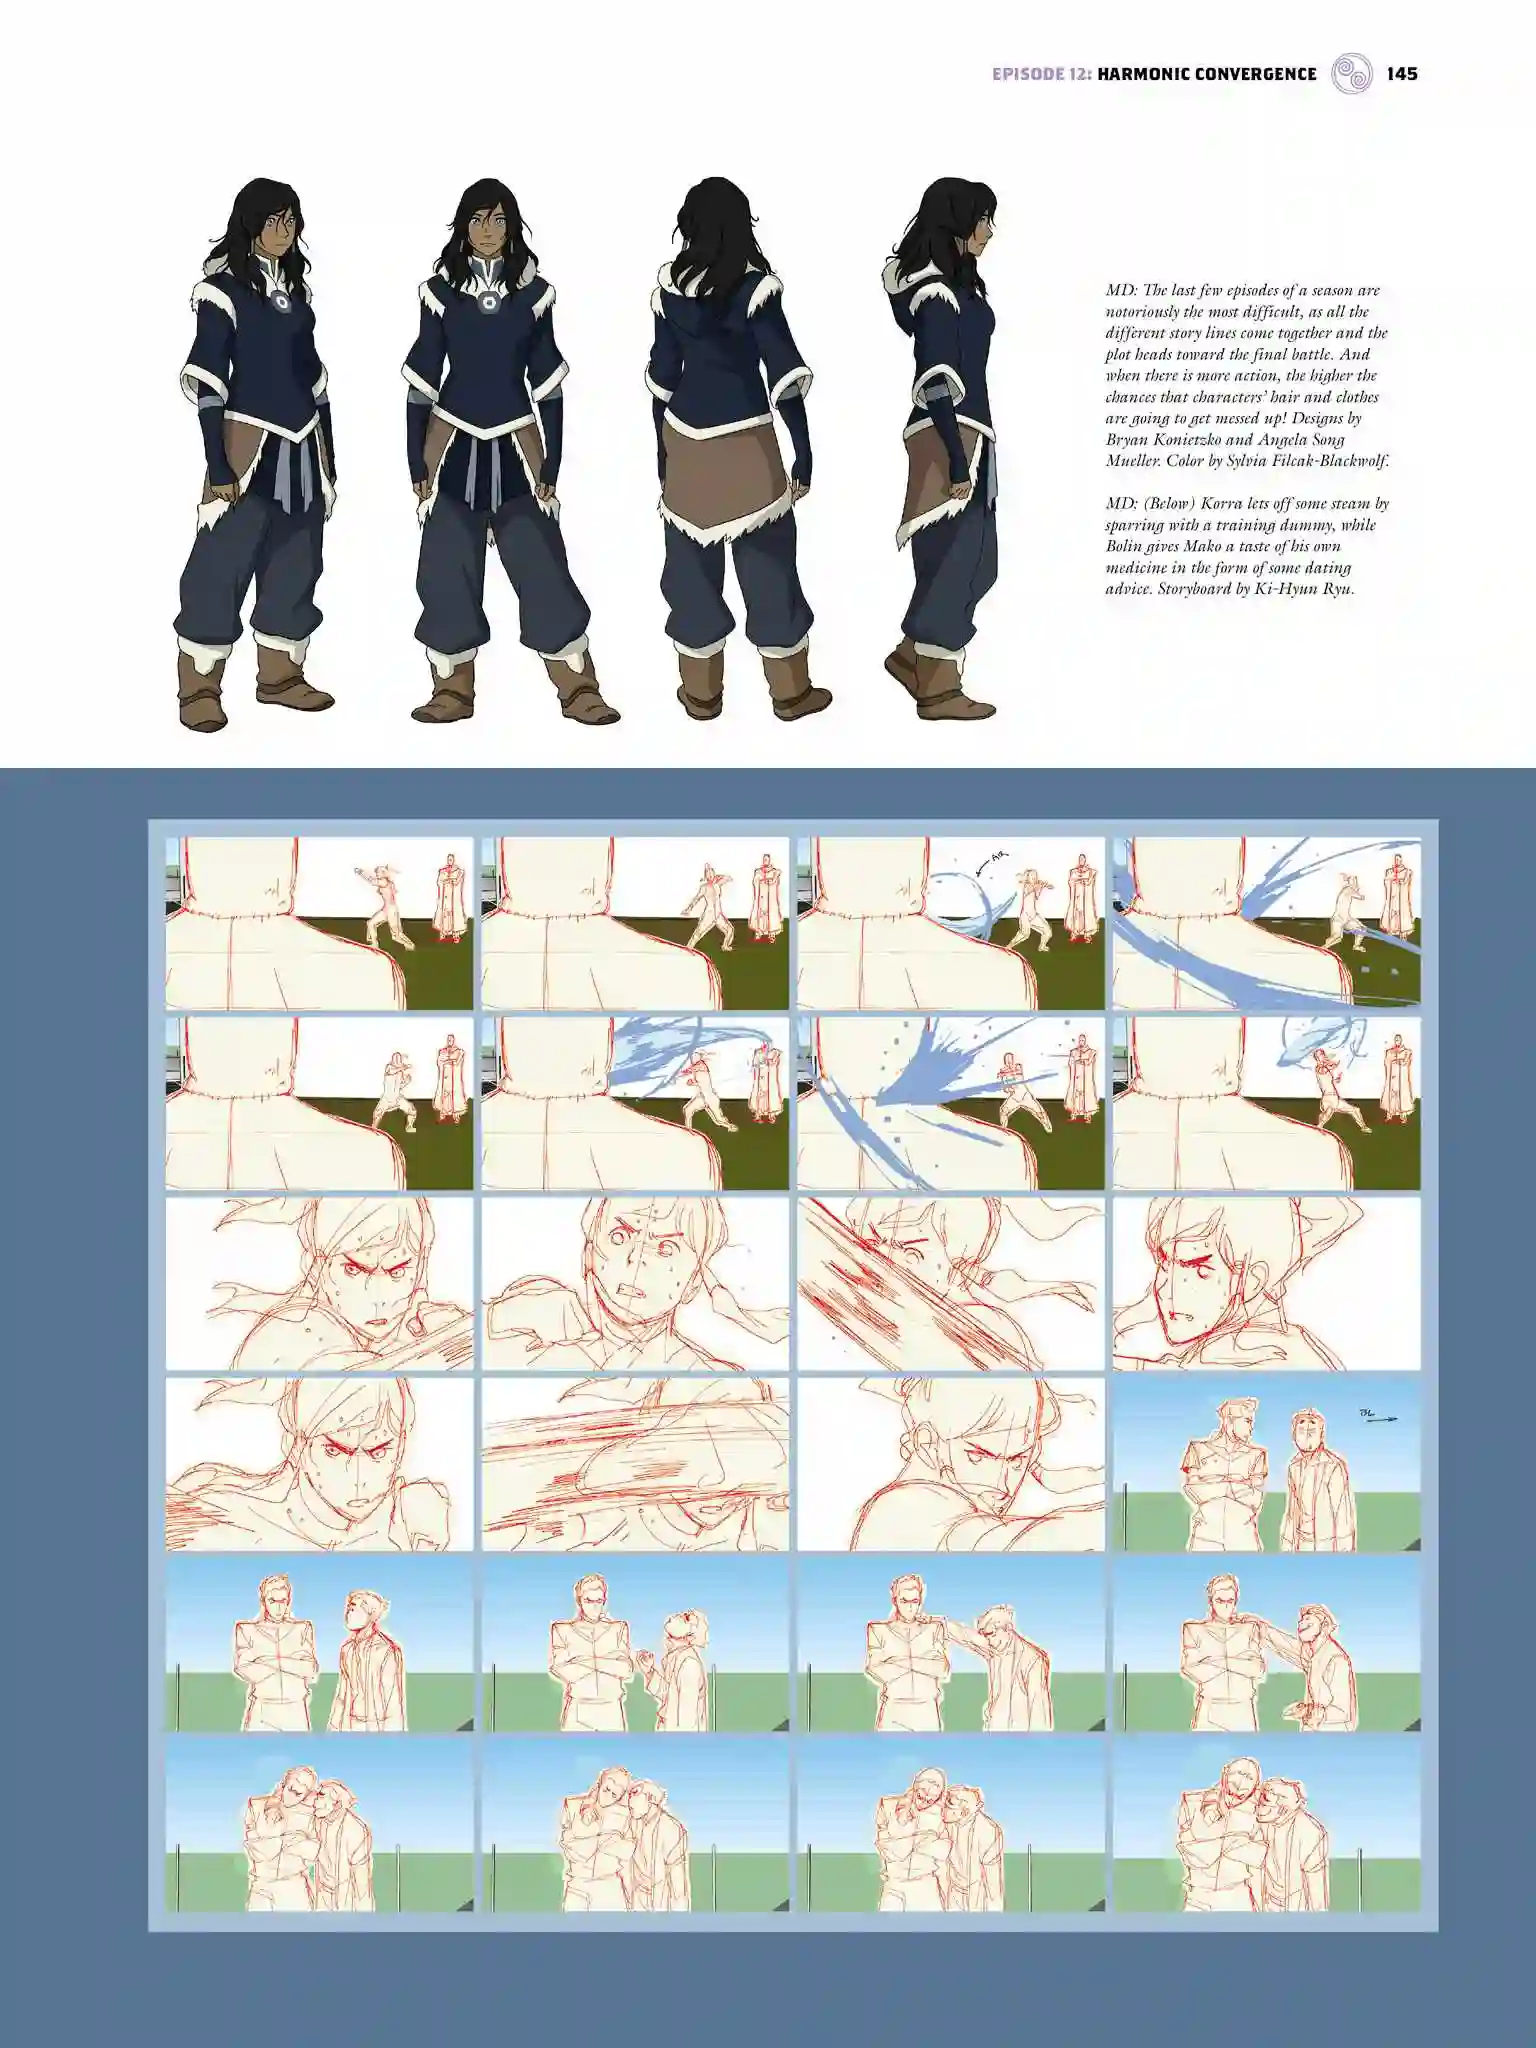 EPISODE 12: HARMONIC CONVERGENCE 145
MD: The last few episodes of a season are
notoriously the most difficult, as all the
different story lines come together and the
plot heads toward the final battle. And
when there is more action, the higher the
chances that characters' hair and clothes
are going to get messed up! Designs by
Bryan Konietzko and Angela Song
Mueller. Color by Sylvia Filcak-Blackwolf.
MD: (Below) Korra lets off some steam by
sparring with a training dummy, while
Bolin gives Mako a taste of his own
medicine in the form of some dating
advice. Storyboard by Ki-Hyun Ryu.
AIR